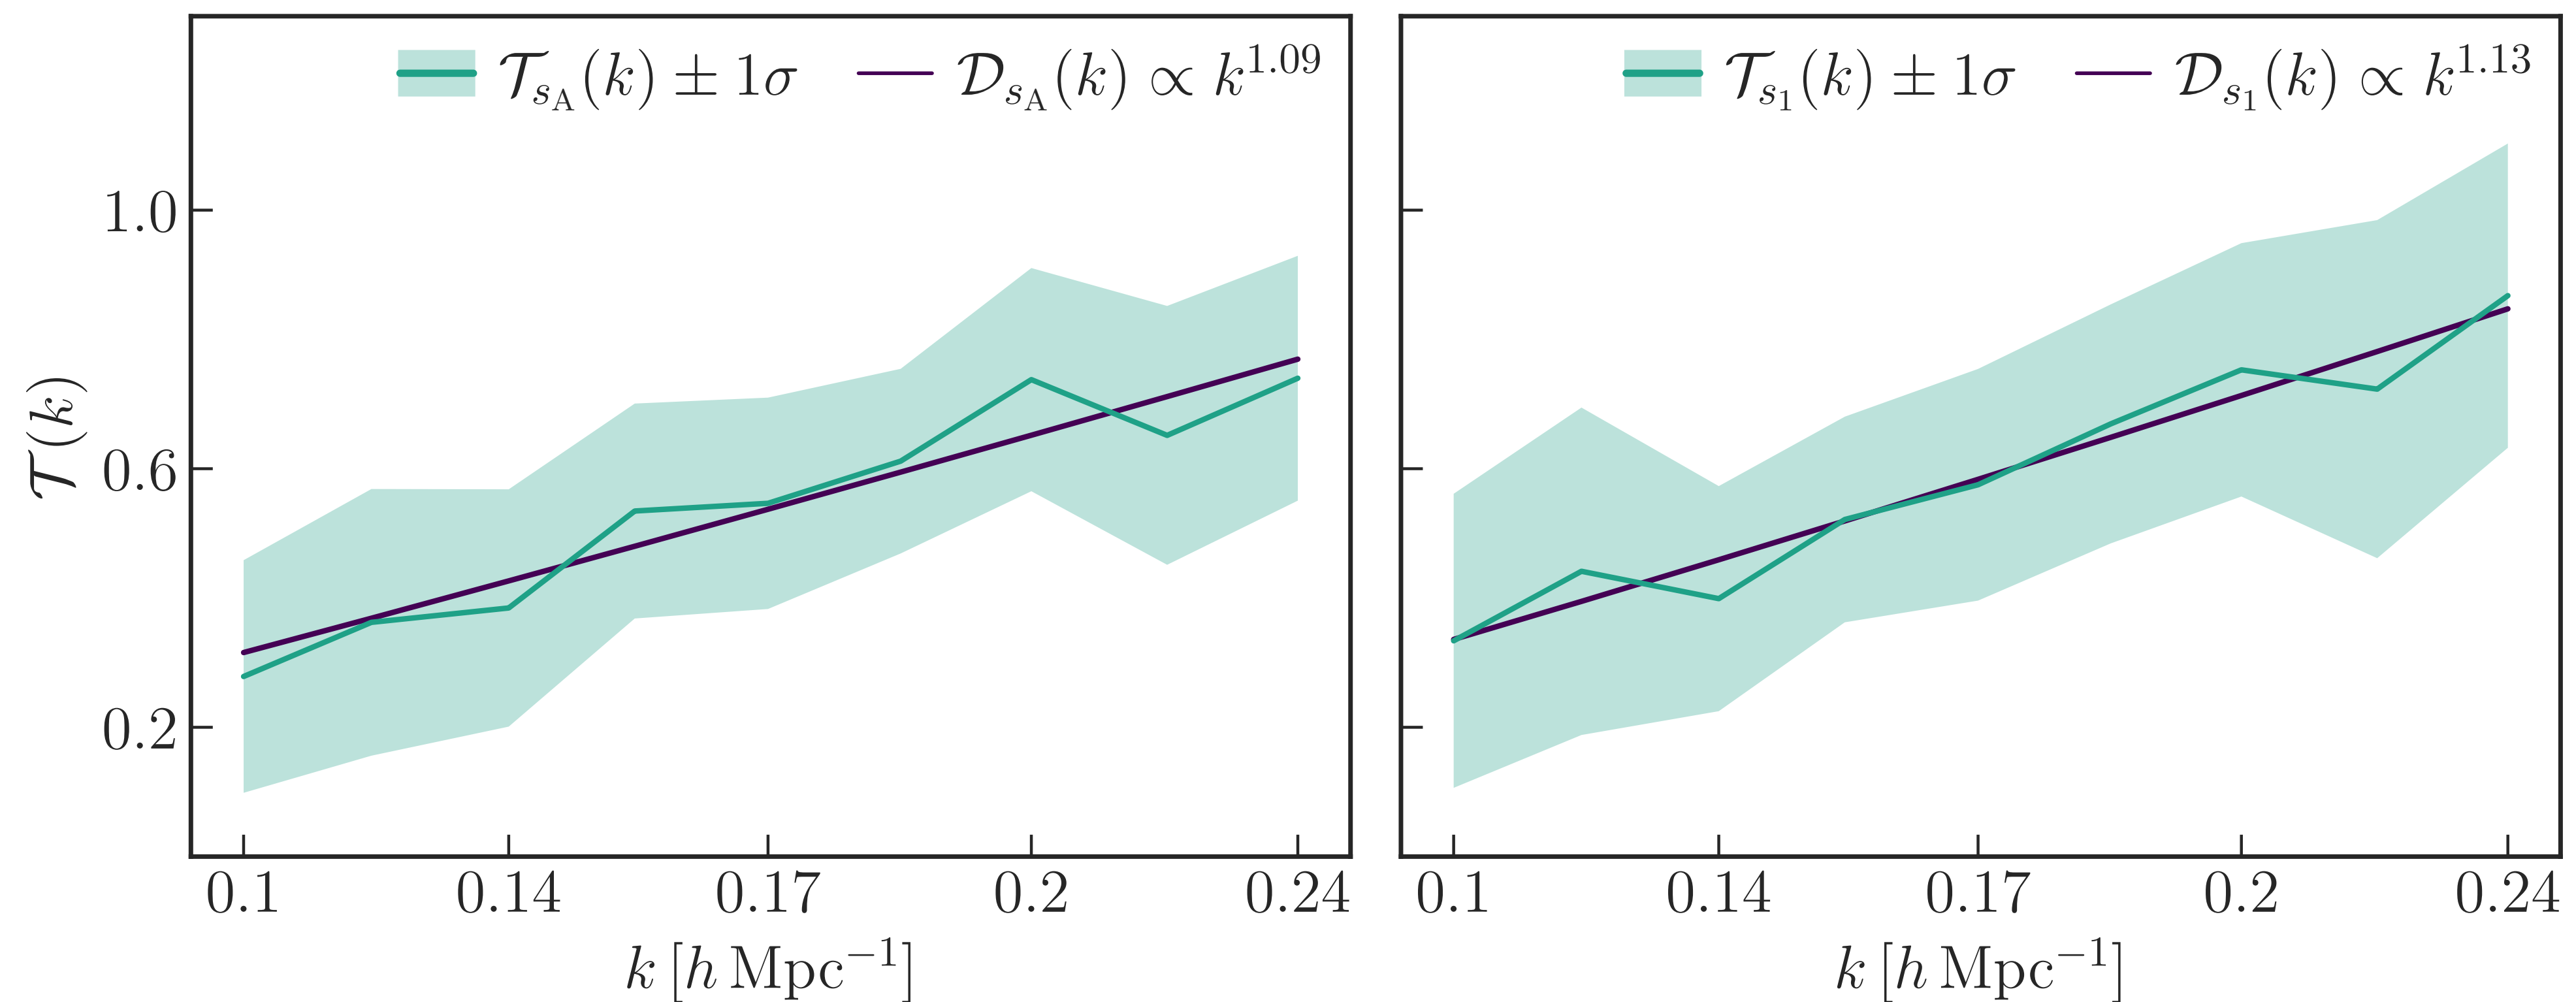 𝒯_{s_A}(k) ± 1σ 𝒟_{s_A}(k) ∝ k^{1.09}
𝒯_{s_1}(k) ± 1σ 𝒟_{s_1}(k) ∝ k^{1.13}
𝒯(k)
1.0
0.6
0.2
0.1 0.14 0.17 0.2 0.24
k [h Mpc⁻¹]
0.1 0.14 0.17 0.2 0.24
k [h Mpc⁻¹]